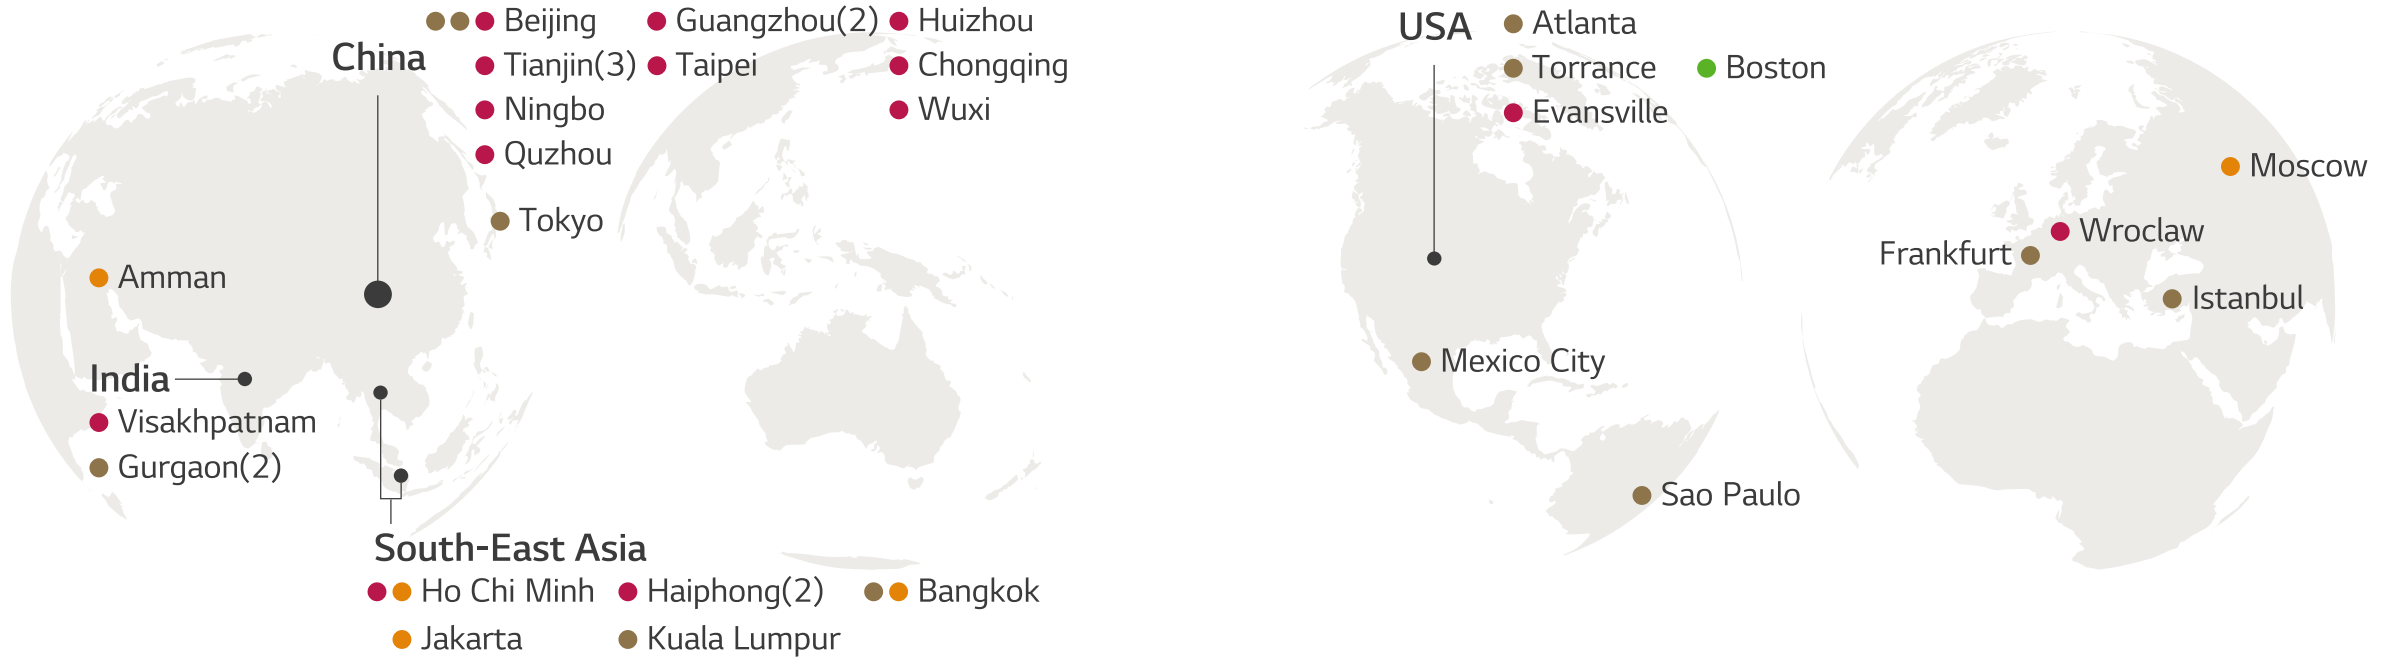 China
Beijing
Guangzhou(2)
Huizhou
Tianjin(3)
Taipei
Chongqing
Ningbo
Wuxi
Quzhou
Tokyo
Amman
India
Visakhpatnam
Gurgaon(2)
South-East Asia
Ho Chi Minh
Haiphong(2)
Bangkok
Jakarta
Kuala Lumpur
USA
Atlanta
Torrance
Boston
Evansville
Mexico City
Sao Paulo
Moscow
Wroclaw
Frankfurt
Istanbul